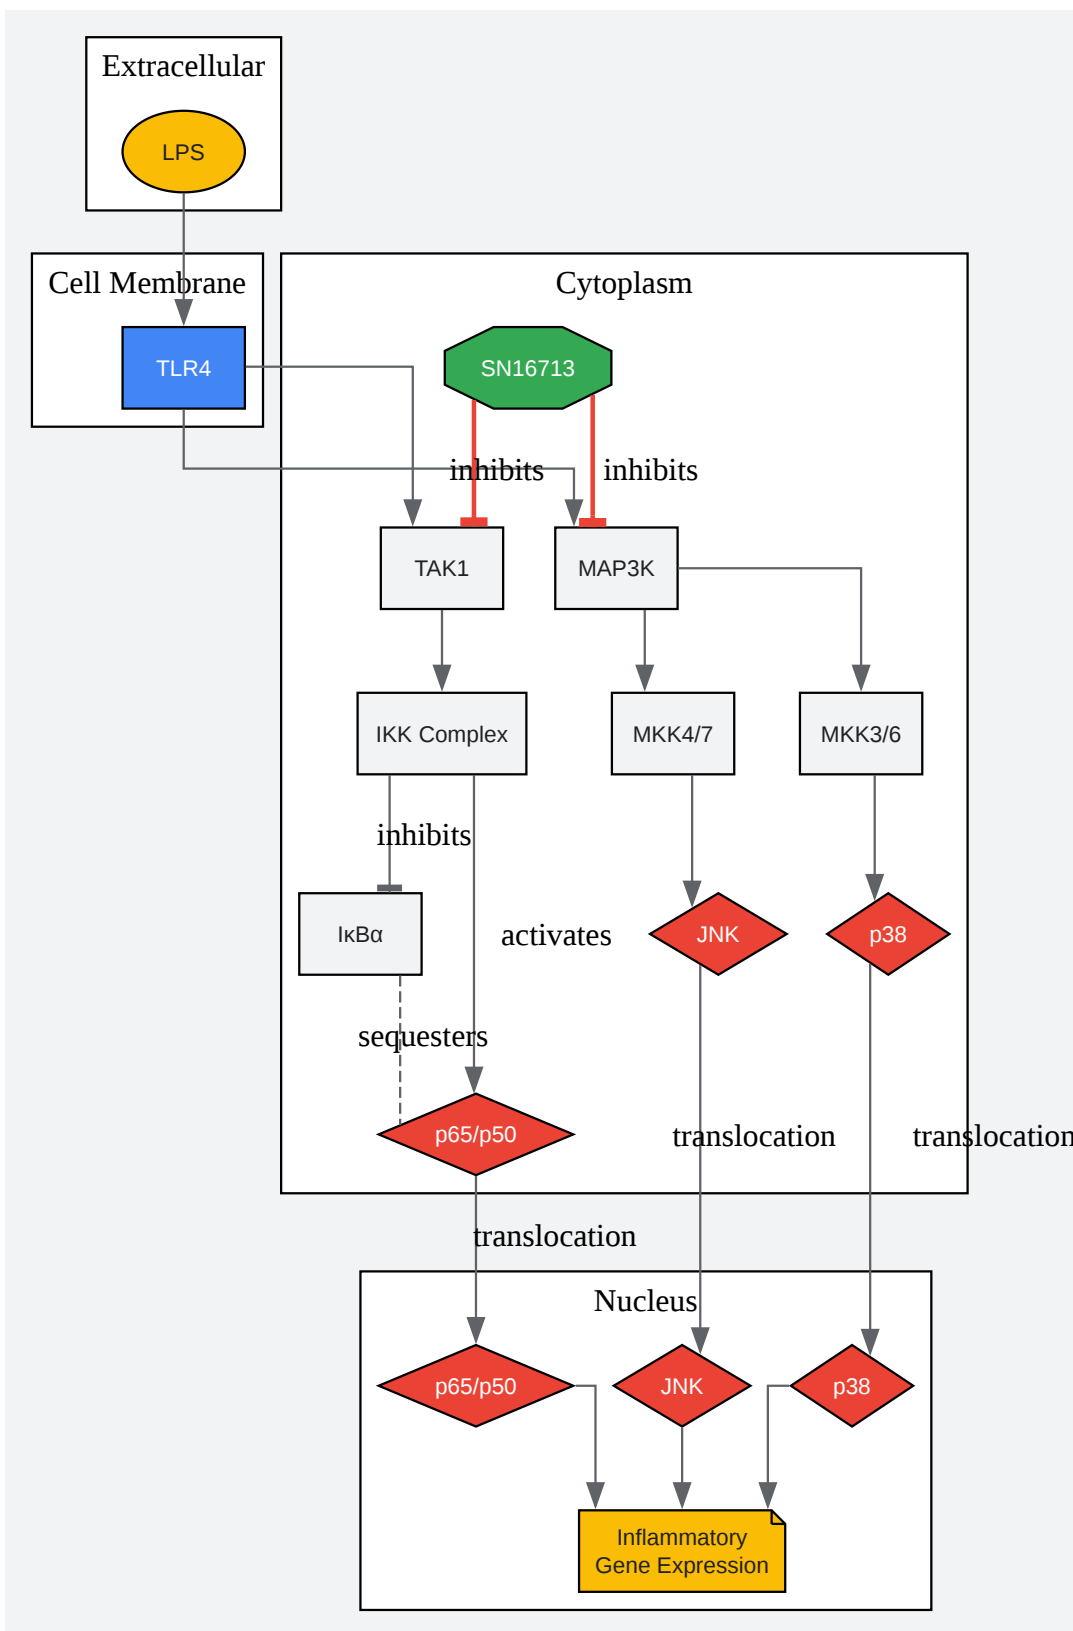 Extracellular
LPS
Cell Membrane
Cytoplasm
TLR4
SN16713
inhibits
inhibits
TAK1
MAP3K
IKK Complex
MKK4/7
MKK3/6
inhibits
IκBα
activates
JNK
p38
sequesters
p65/p50
translocation
translocation
translocation
Nucleus
p65/p50
JNK
p38
Inflammatory
Gene Expression